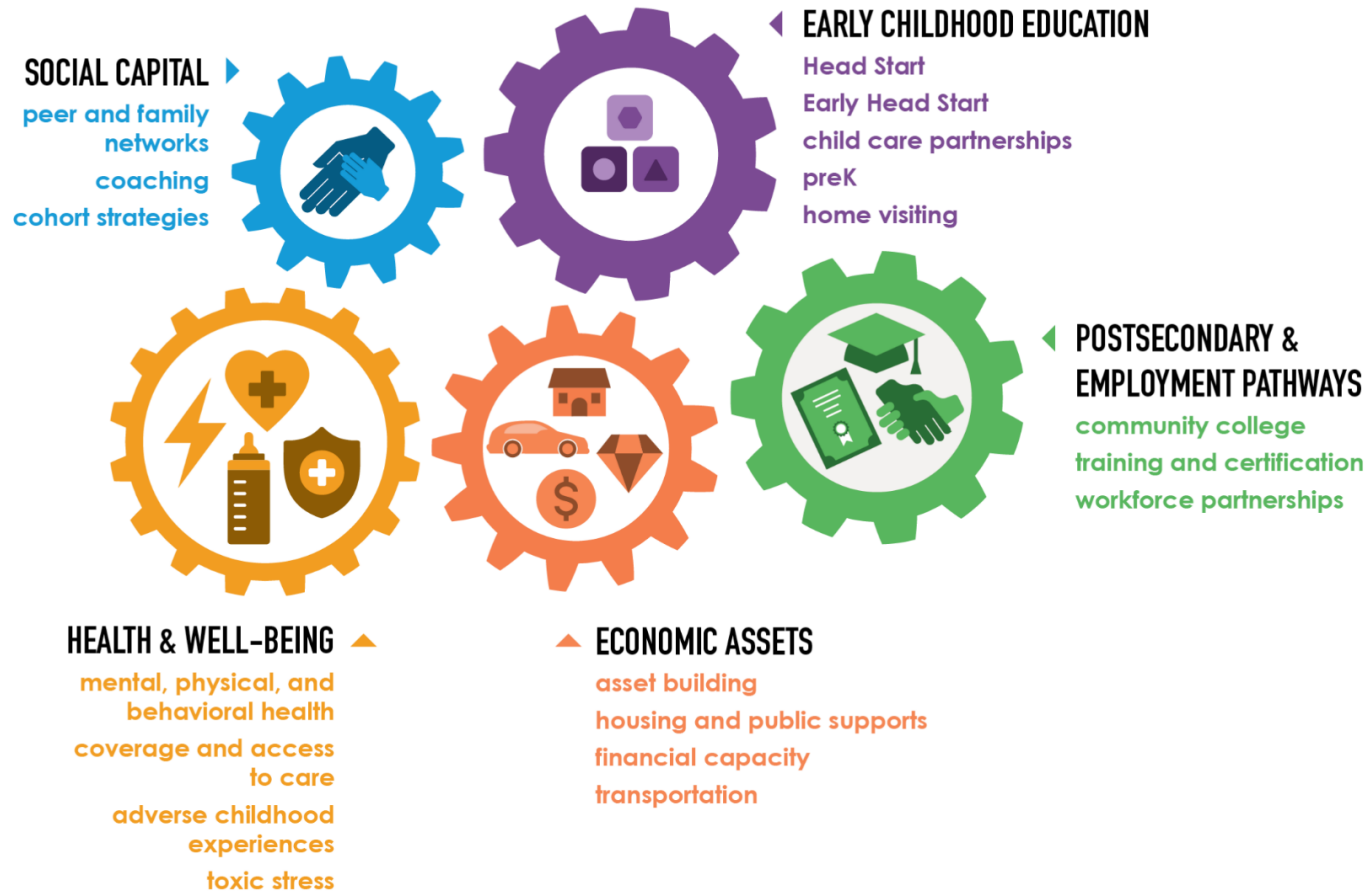 SOCIAL CAPITAL
peer and family
networks
coaching
cohort strategies
EARLY CHILDHOOD EDUCATION
Head Start
Early Head Start
child care partnerships
preK
home visiting
POSTSECONDARY &
EMPLOYMENT PATHWAYS
community college
training and certification
workforce partnerships
HEALTH & WELL-BEING
mental, physical, and
behavioral health
coverage and access
to care
adverse childhood
experiences
toxic stress
ECONOMIC ASSETS
asset building
housing and public supports
financial capacity
transportation
$